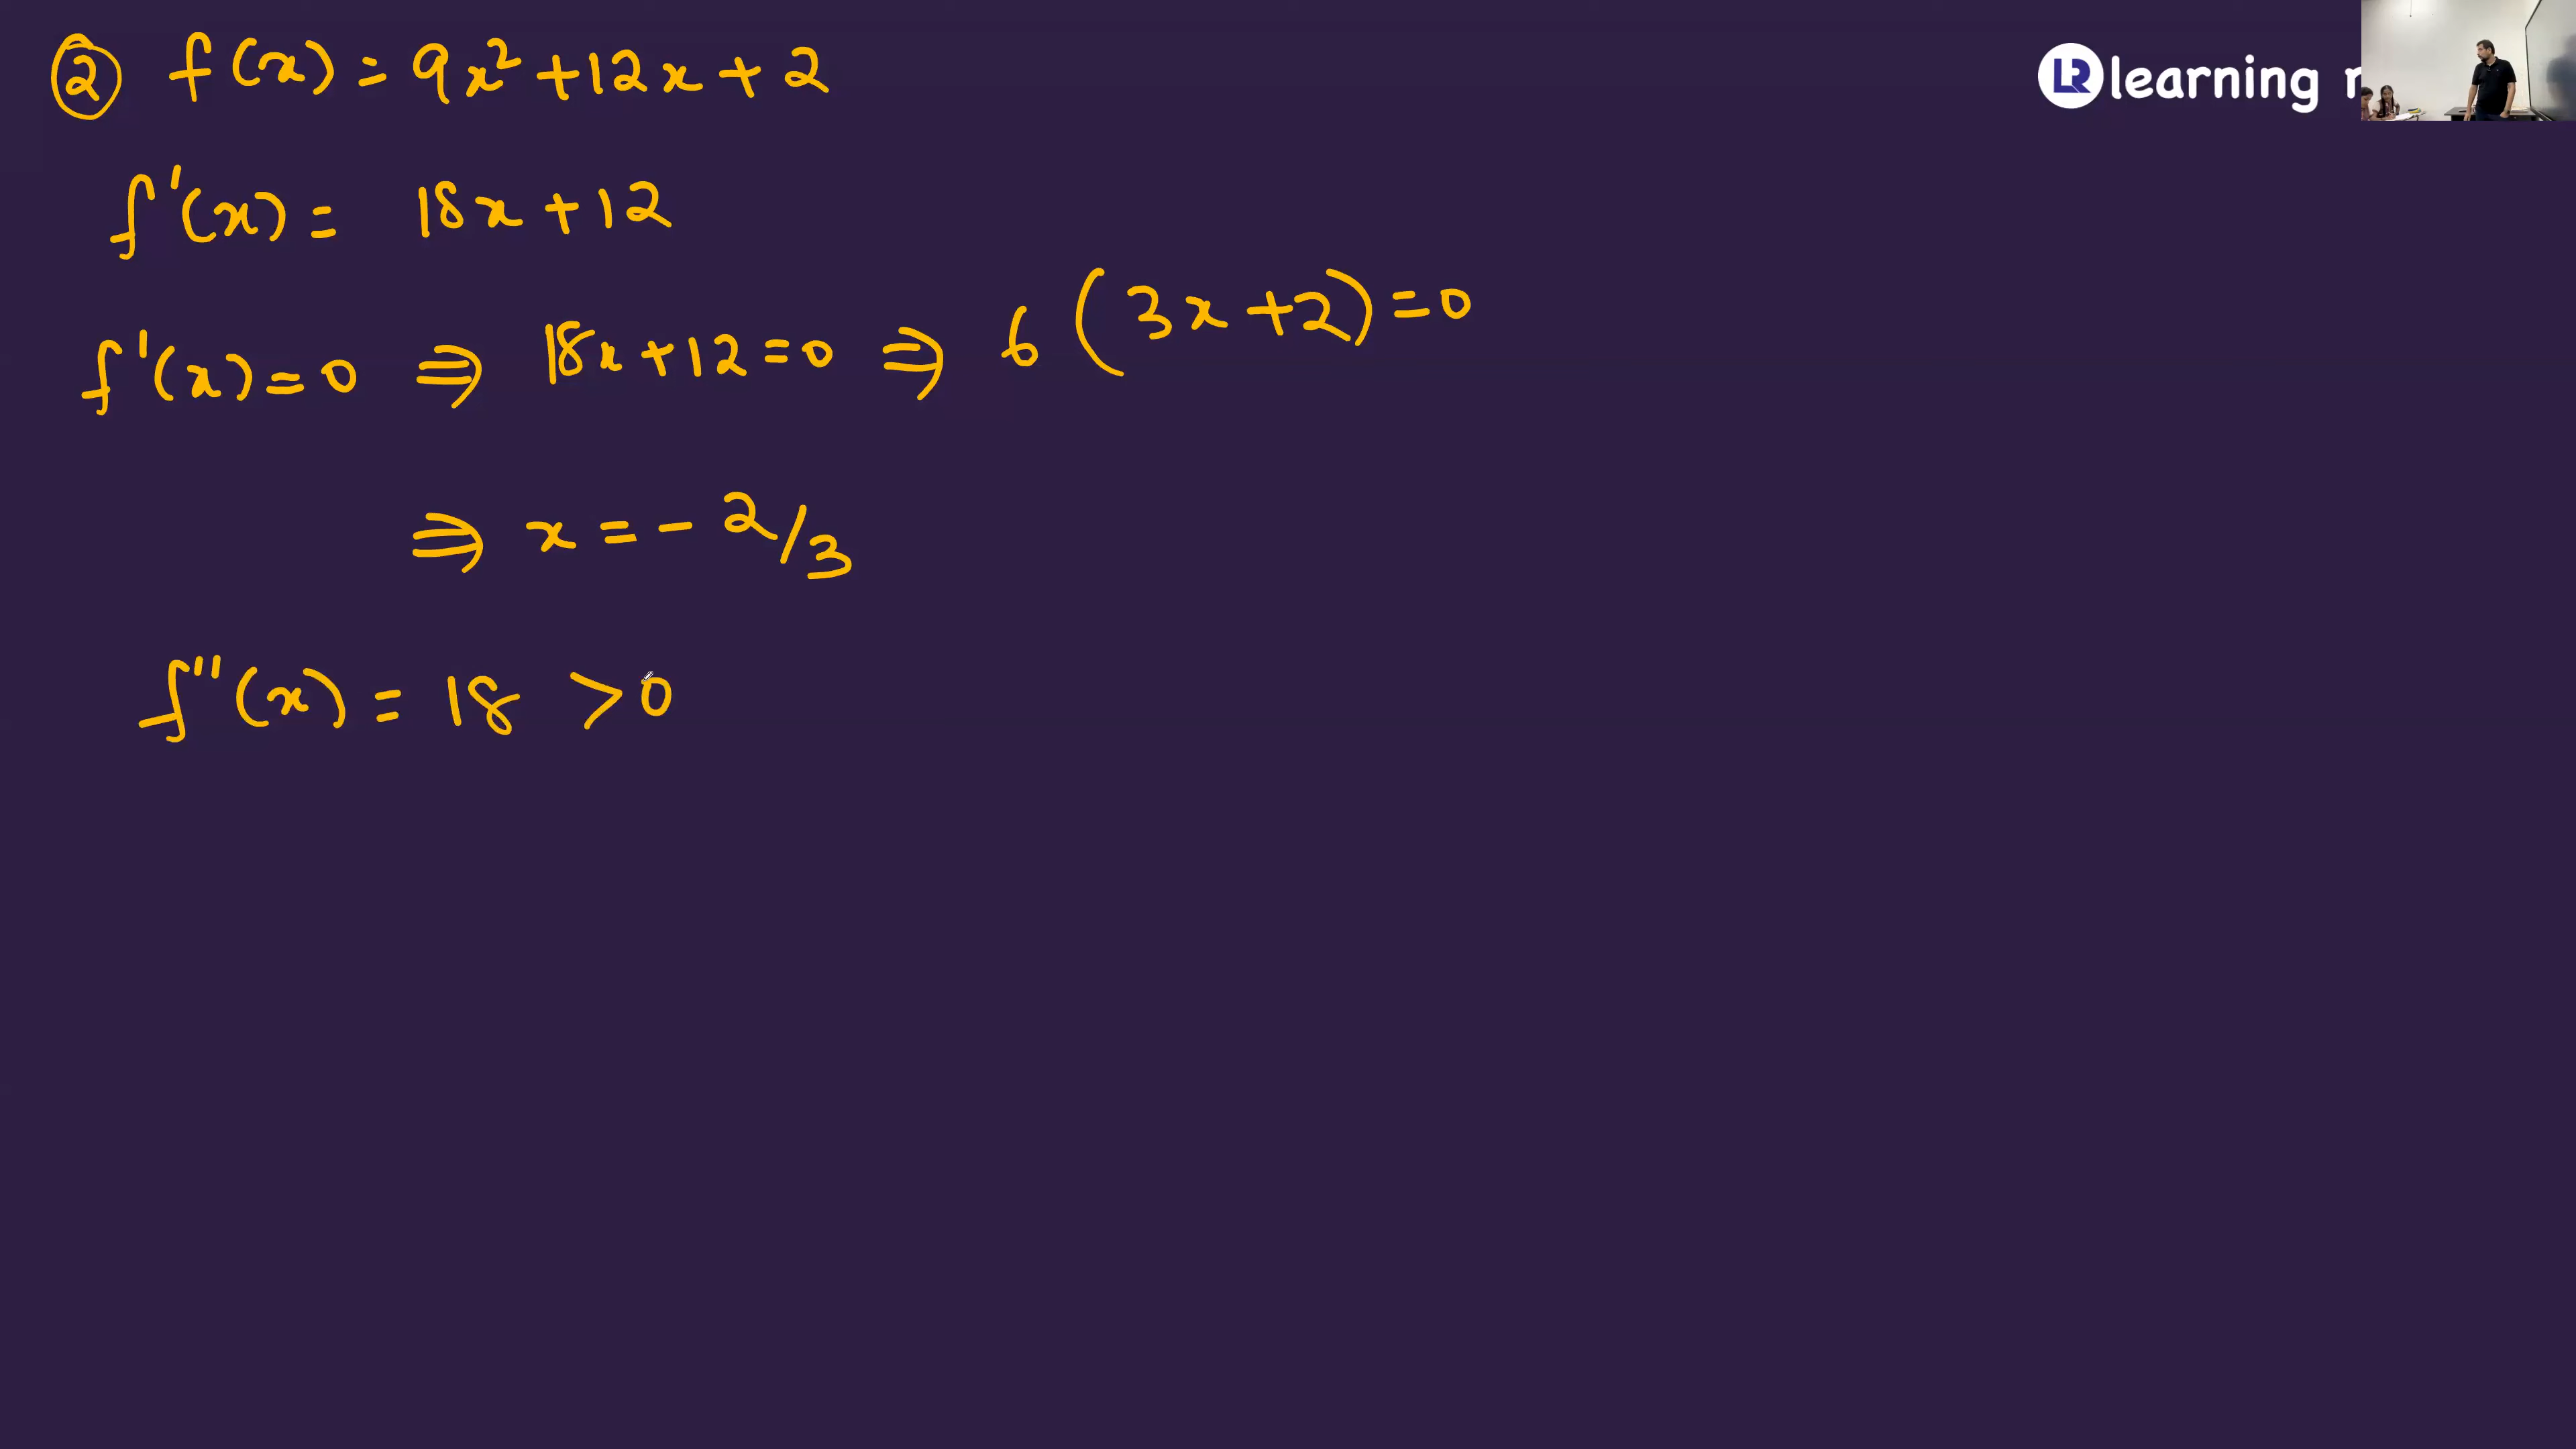 ② f(x) = 9x² + 12x + 2
learning
f'(x) = 18x + 12
f'(x) = 0 ⇒ 18x + 12 = 0 ⇒ 6(3x + 2) = 0
⇒ x = - 2/3
f''(x) = 18 > 0